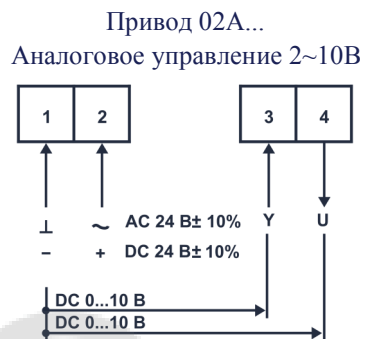 Привод 02А...
Аналоговое управление 2~10В
1 2 3 4
⊥ ~ АС 24 В± 10% Y U
– + DC 24 В± 10%
DC 0...10 В
DC 0...10 В